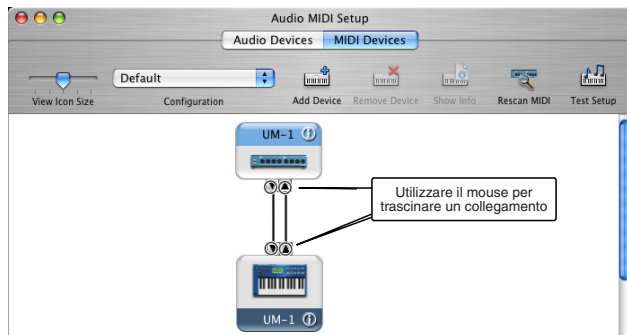 Audio MIDI Setup
Audio Devices MIDI Devices
Default
View Icon Size Configuration Add Device Remove Device Show Info Rescan MIDI Test Setup
UM-1
Utilizzare il mouse per
trascinare un collegamento
UM-1